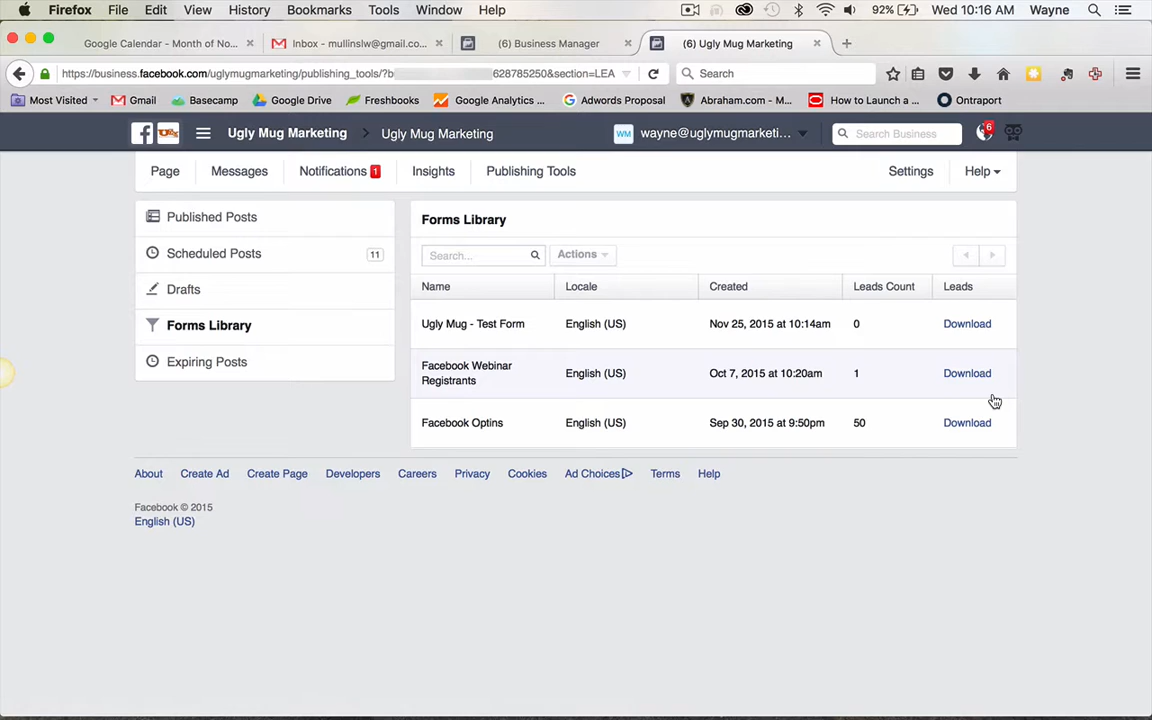 Firefox File Edit View History Bookmarks Tools Window Help 92% Wed 10:16 AM Wayne
Google Calendar - Month of No... Inbox - mullinslw@gmail.co... (6) Business Manager (6) Ugly Mug Marketing
https://business.facebook.com/uglymugmarketing/publishing_tools/?b 628785250&section=LEA Search
Most Visited Gmail Basecamp Google Drive Freshbooks Google Analytics ... Adwords Proposal Abraham.com - M... How to Launch a ... Ontraport
Ugly Mug Marketing > Ugly Mug Marketing WM wayne@uglymugmarketi... Search Business 6
Page Messages Notifications 1 Insights Publishing Tools Settings Help
Published Posts
Scheduled Posts 11
Drafts
Forms Library
Expiring Posts
Forms Library
Search... Actions
Name Locale Created Leads Count Leads
Ugly Mug - Test Form English (US) Nov 25, 2015 at 10:14am 0 Download
Facebook Webinar
Registrants English (US) Oct 7, 2015 at 10:20am 1 Download
Facebook Optins English (US) Sep 30, 2015 at 9:50pm 50 Download
About Create Ad Create Page Developers Careers Privacy Cookies Ad Choices Terms Help
Facebook © 2015
English (US)